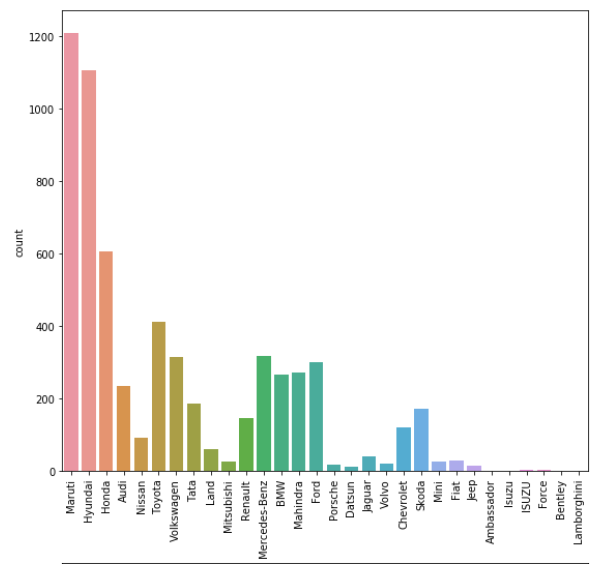 1200
1000
800
600
400
200
0
count
Maruti
Hyundai
Honda
Audi
Nissan
Toyota
Volkswagen
Tata
Land
Mitsubishi
Renault
Mercedes-Benz
BMW
Mahindra
Ford
Porsche
Datsun
Jaguar
Volvo
Chevrolet
Skoda
Mini
Fiat
Jeep
Ambassador
Isuzu
ISUZU
Force
Bentley
Lamborghini